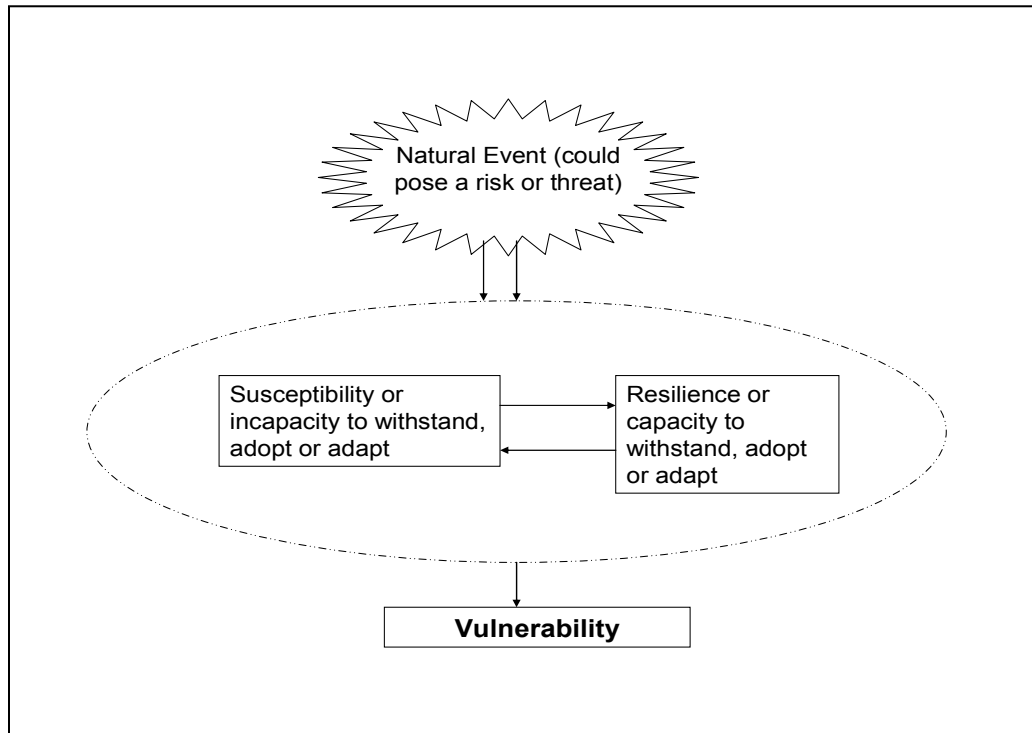 Natural Event (could
pose a risk or threat)
Susceptibility or
incapacity to withstand,
adopt or adapt
Resilience or
capacity to
withstand, adopt
or adapt
Vulnerability